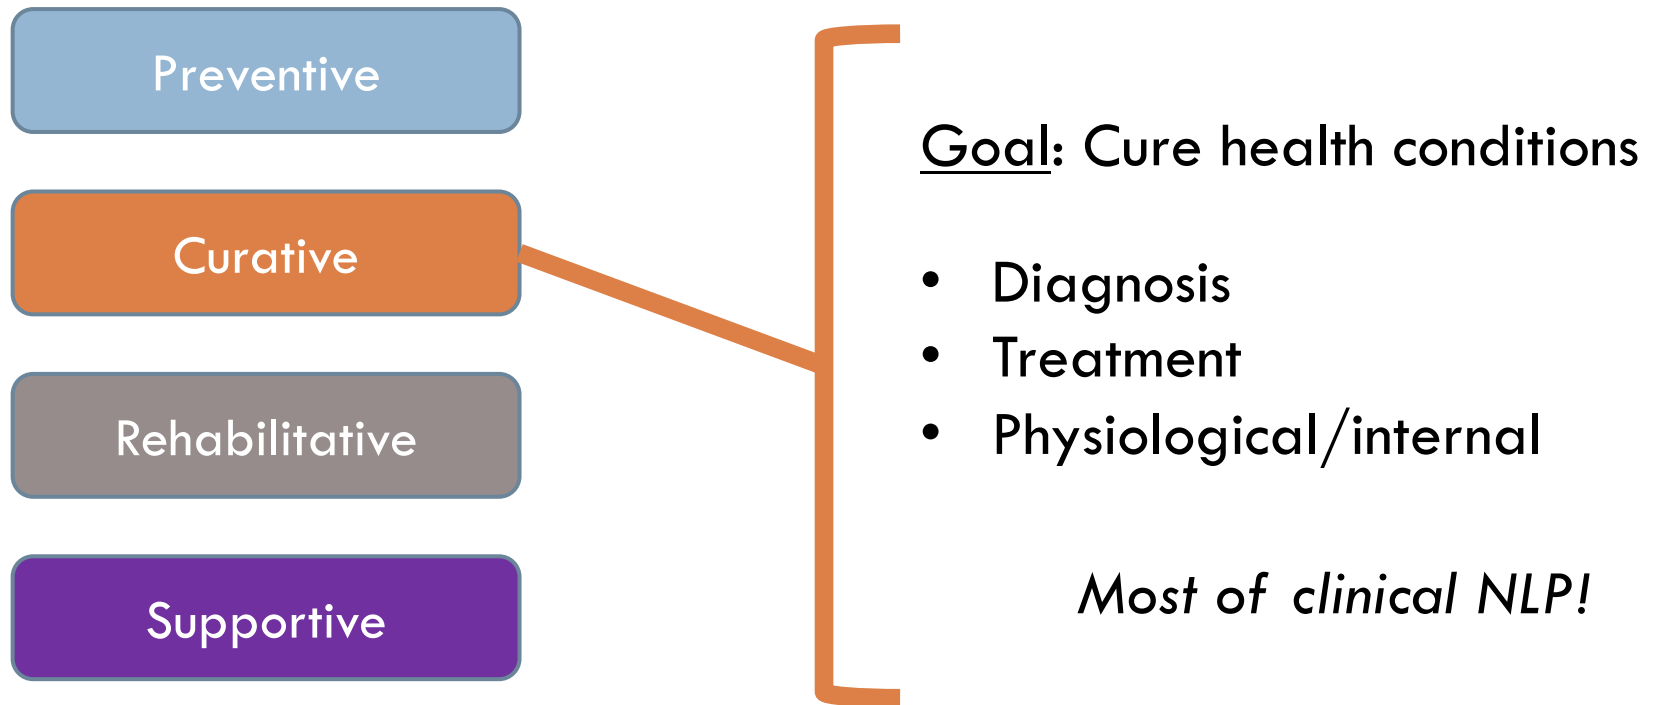 Preventive
Curative
Rehabilitative
Supportive
Goal: Cure health conditions
• Diagnosis
• Treatment
• Physiological/internal
Most of clinical NLP!